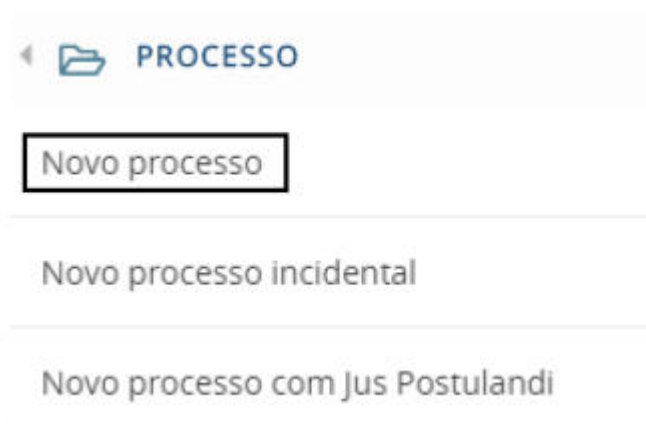 PROCESSO
Novo processo
Novo processo incidental
Novo processo com Jus Postulandi